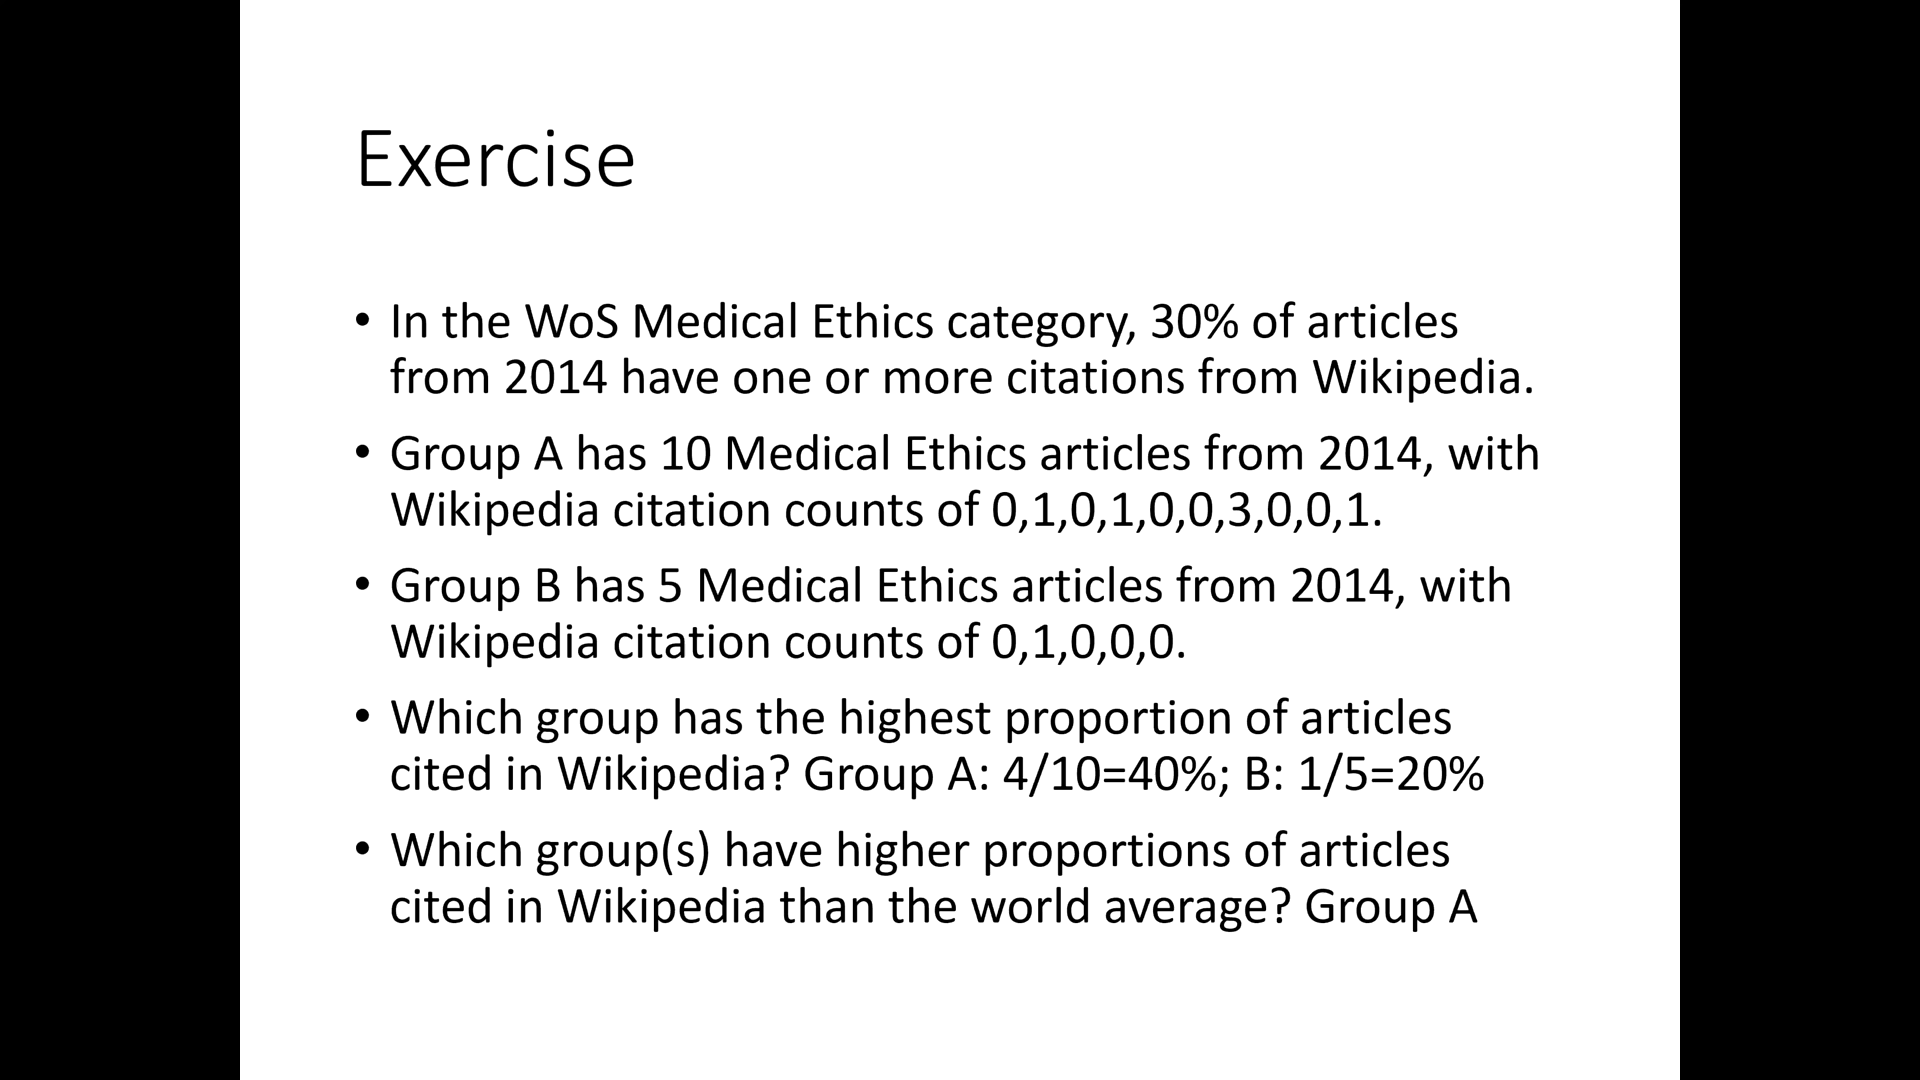 Exercise
• In the WoS Medical Ethics category, 30% of articles
from 2014 have one or more citations from Wikipedia.
• Group A has 10 Medical Ethics articles from 2014, with
Wikipedia citation counts of 0,1,0,1,0,0,3,0,0,1.
• Group B has 5 Medical Ethics articles from 2014, with
Wikipedia citation counts of 0,1,0,0,0.
• Which group has the highest proportion of articles
cited in Wikipedia? Group A: 4/10=40%; B: 1/5=20%
• Which group(s) have higher proportions of articles
cited in Wikipedia than the world average? Group A